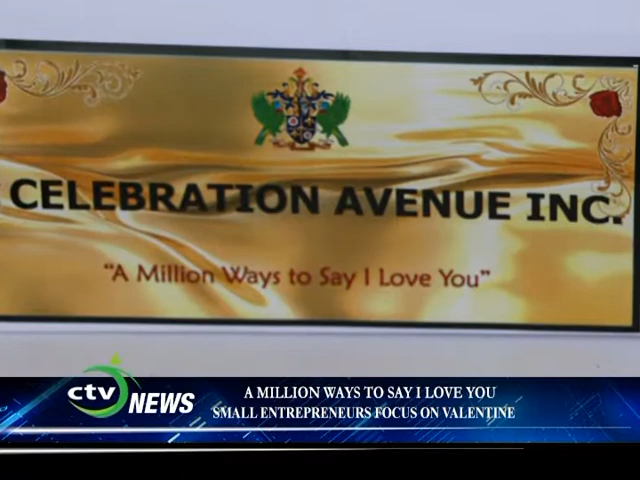 CELEBRATION AVENUE INC.
"A Million Ways to Say I Love You"
ctv NEWS
A MILLION WAYS TO SAY I LOVE YOU
SMALL ENTREPRENEURS FOCUS ON VALENTINE